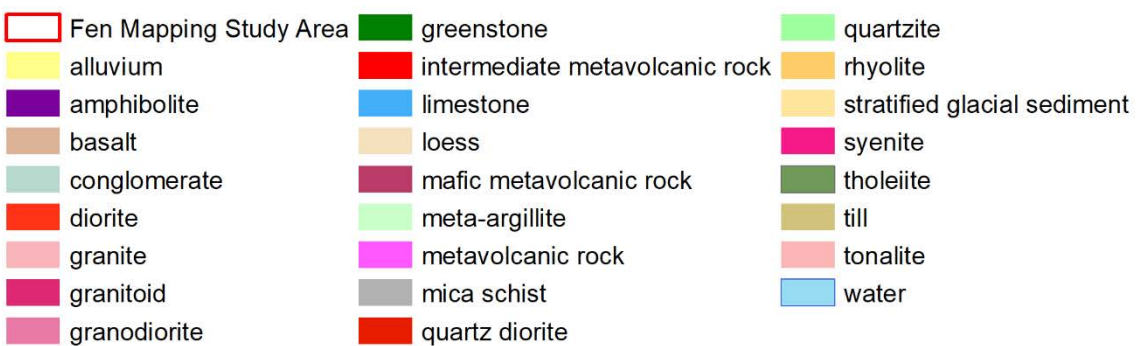 Fen Mapping Study Area
alluvium
amphibolite
basalt
conglomerate
diorite
granite
granitoid
granodiorite
greenstone
intermediate metavolcanic rock
limestone
loess
mafic metavolcanic rock
meta-argillite
metavolcanic rock
mica schist
quartz diorite
quartzite
rhyolite
stratified glacial sediment
syenite
tholeiite
till
tonalite
water